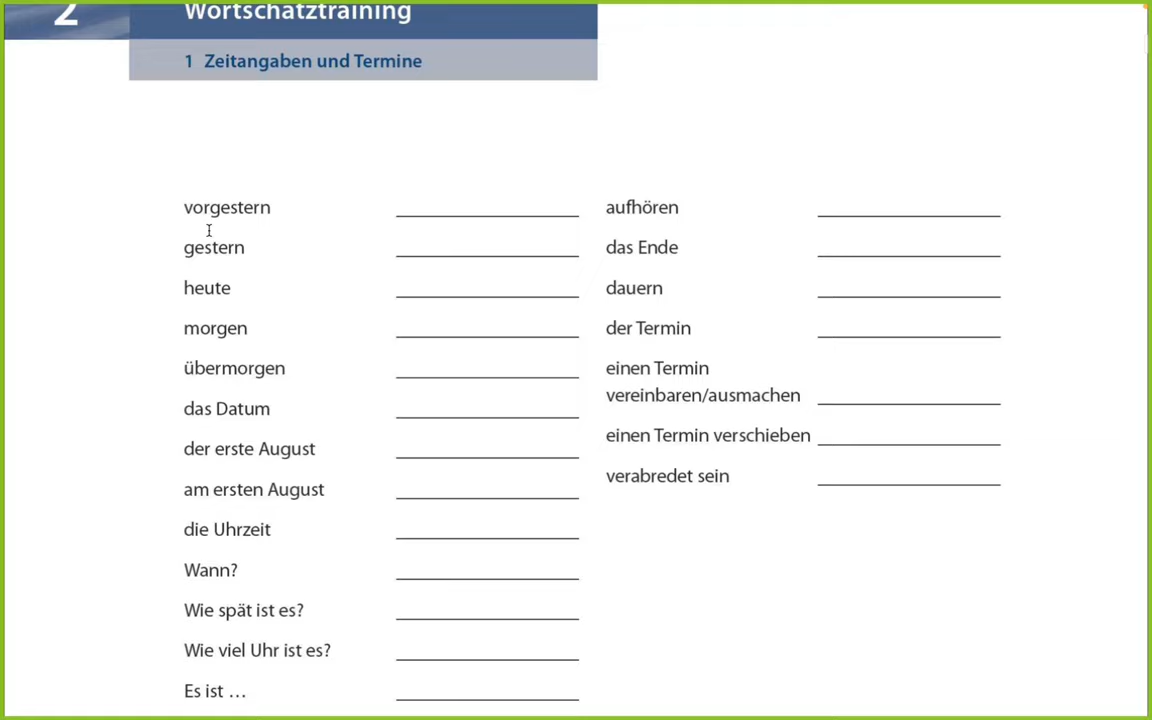 2
Wortschatztraining
1 Zeitangaben und Termine
vorgestern
gestern
heute
morgen
übermorgen
das Datum
der erste August
am ersten August
die Uhrzeit
Wann?
Wie spät ist es?
Wie viel Uhr ist es?
Es ist …
aufhören
das Ende
dauern
der Termin
einen Termin
vereinbaren/ausmachen
einen Termin verschieben
verabredet sein